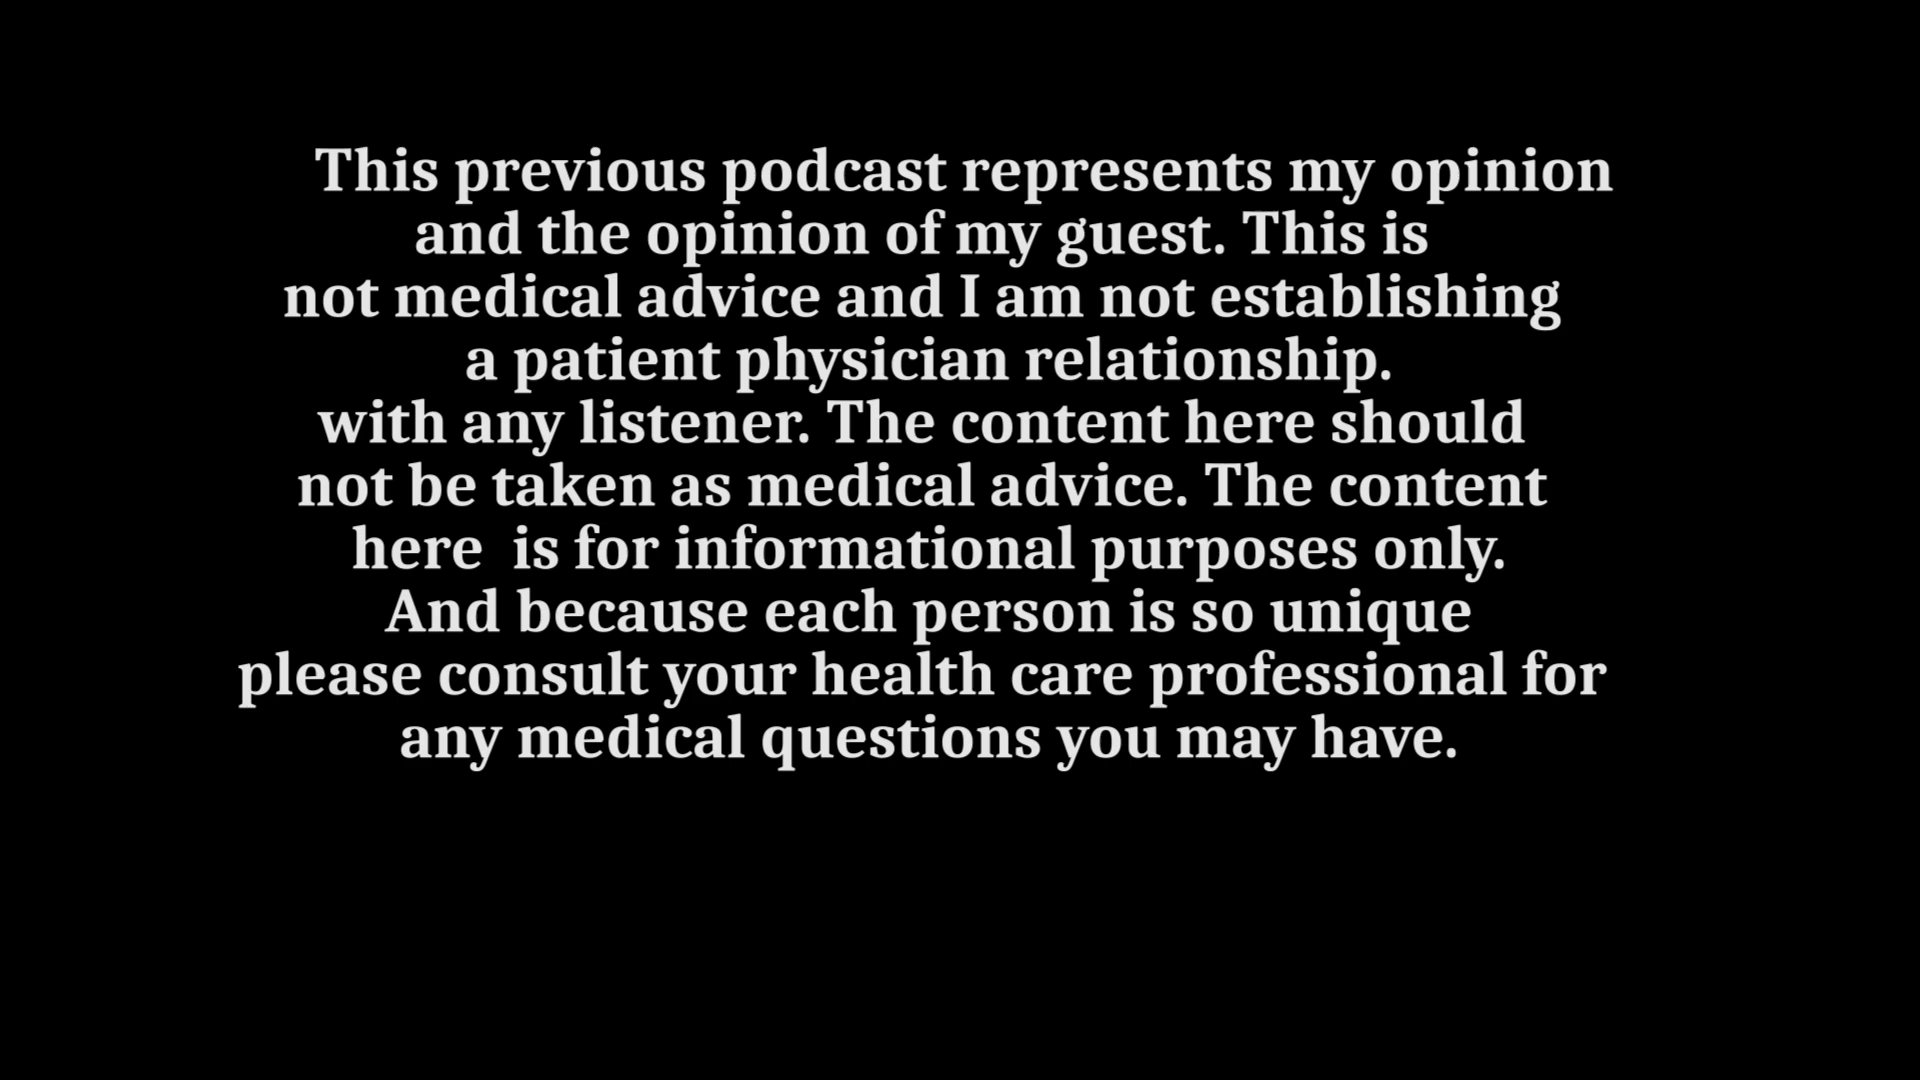 This previous podcast represents my opinion
and the opinion of my guest. This is
not medical advice and I am not establishing
a patient physician relationship.
with any listener. The content here should
not be taken as medical advice. The content
here  is for informational purposes only.
And because each person is so unique
please consult your health care professional for
any medical questions you may have.